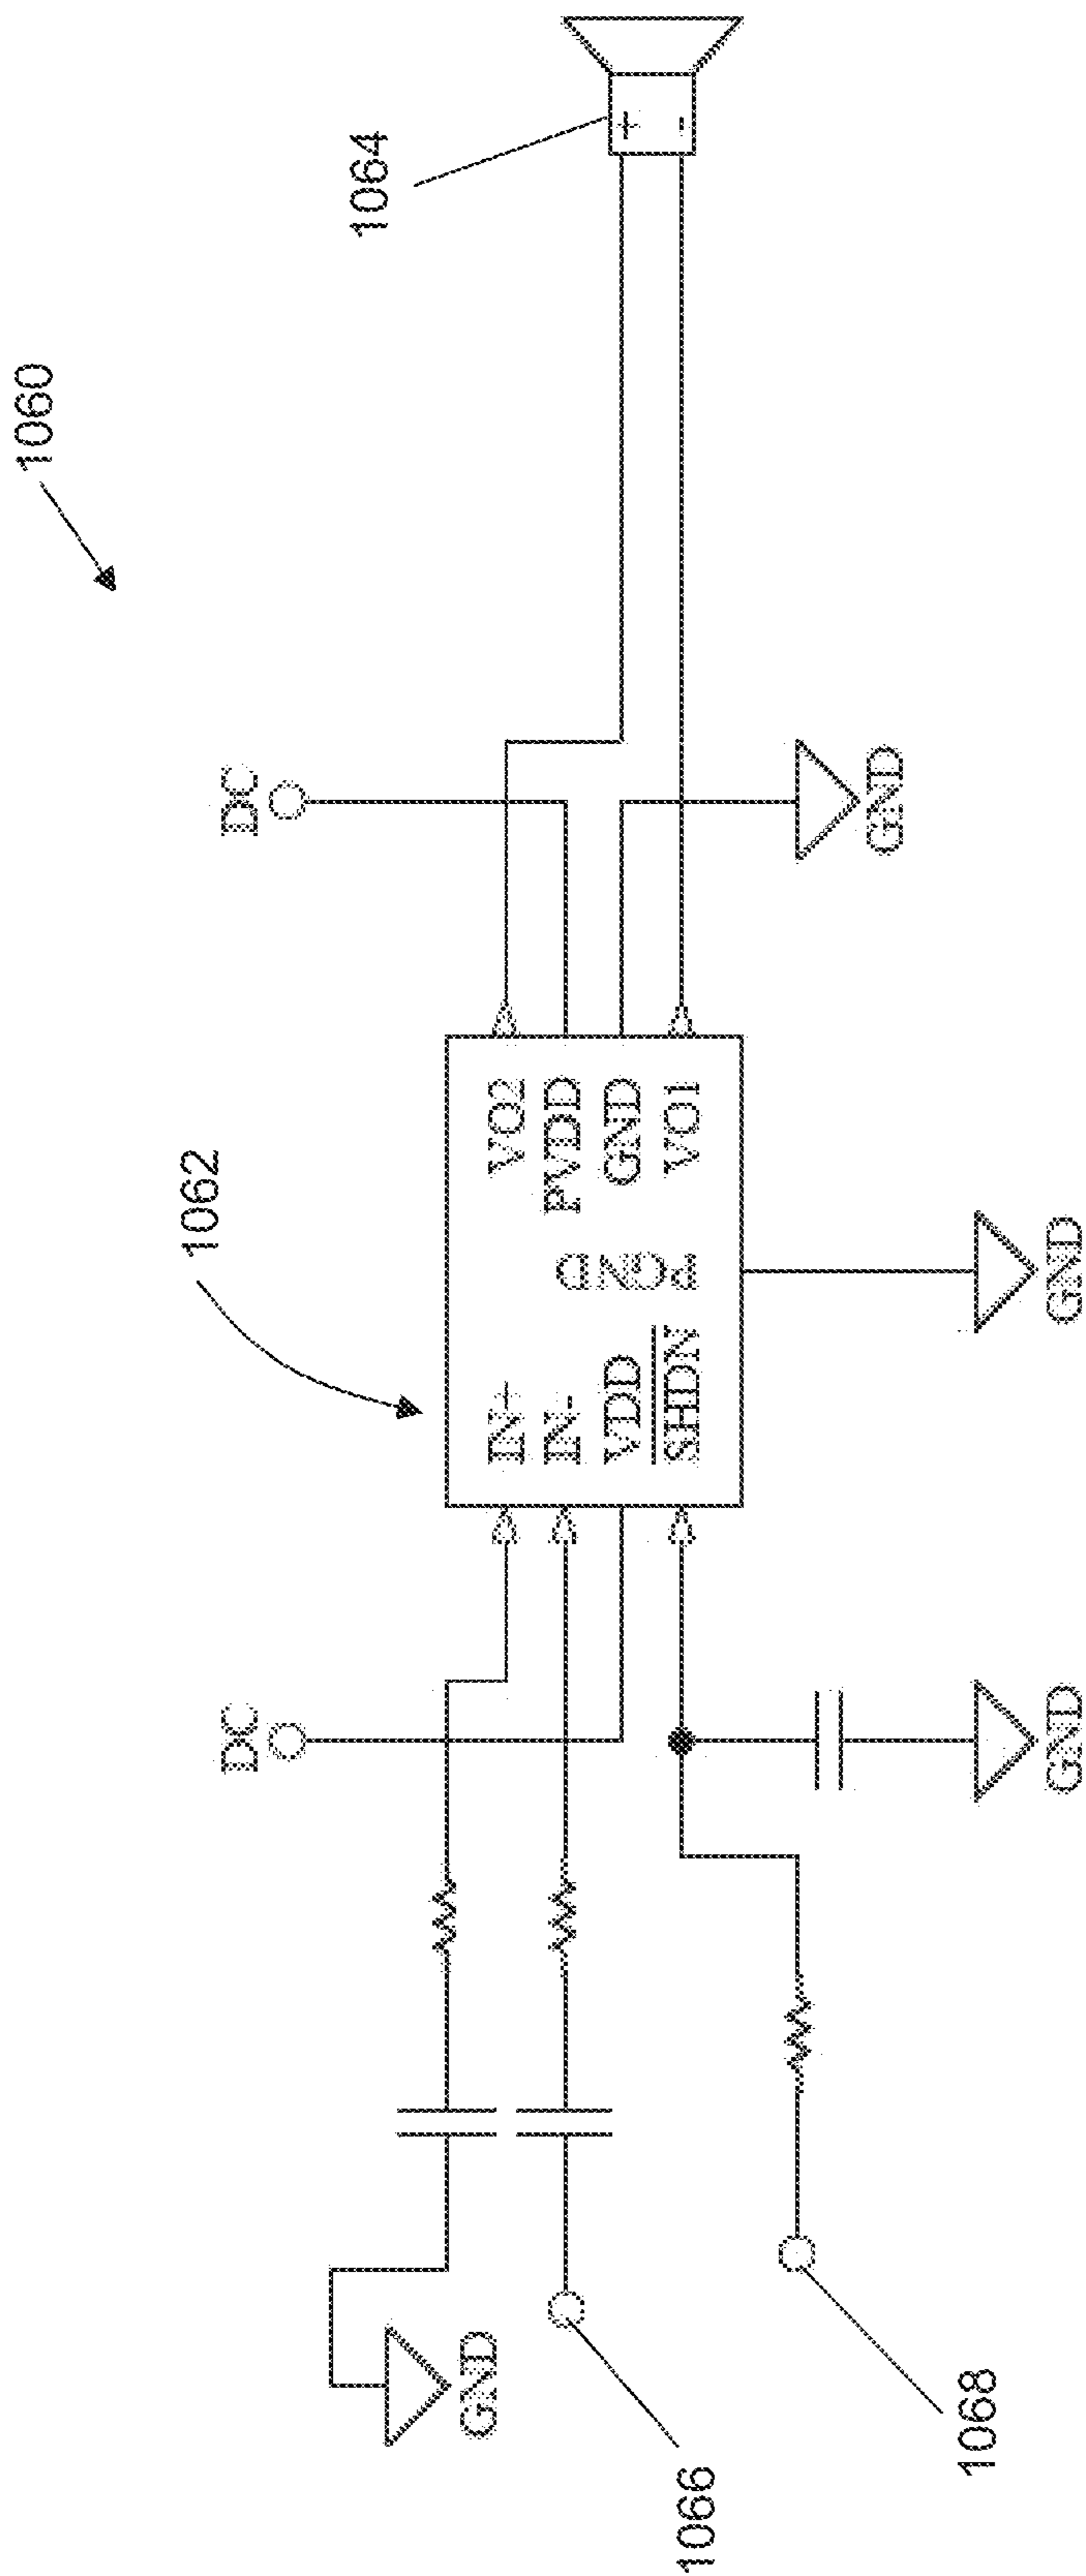 1060
1062
1064
DC
DC
IN+
IN-
VDD
SHDN
PGND
VO2
PVDD
GND
VO1
+
-
GND
GND
GND
GND
1066
1068